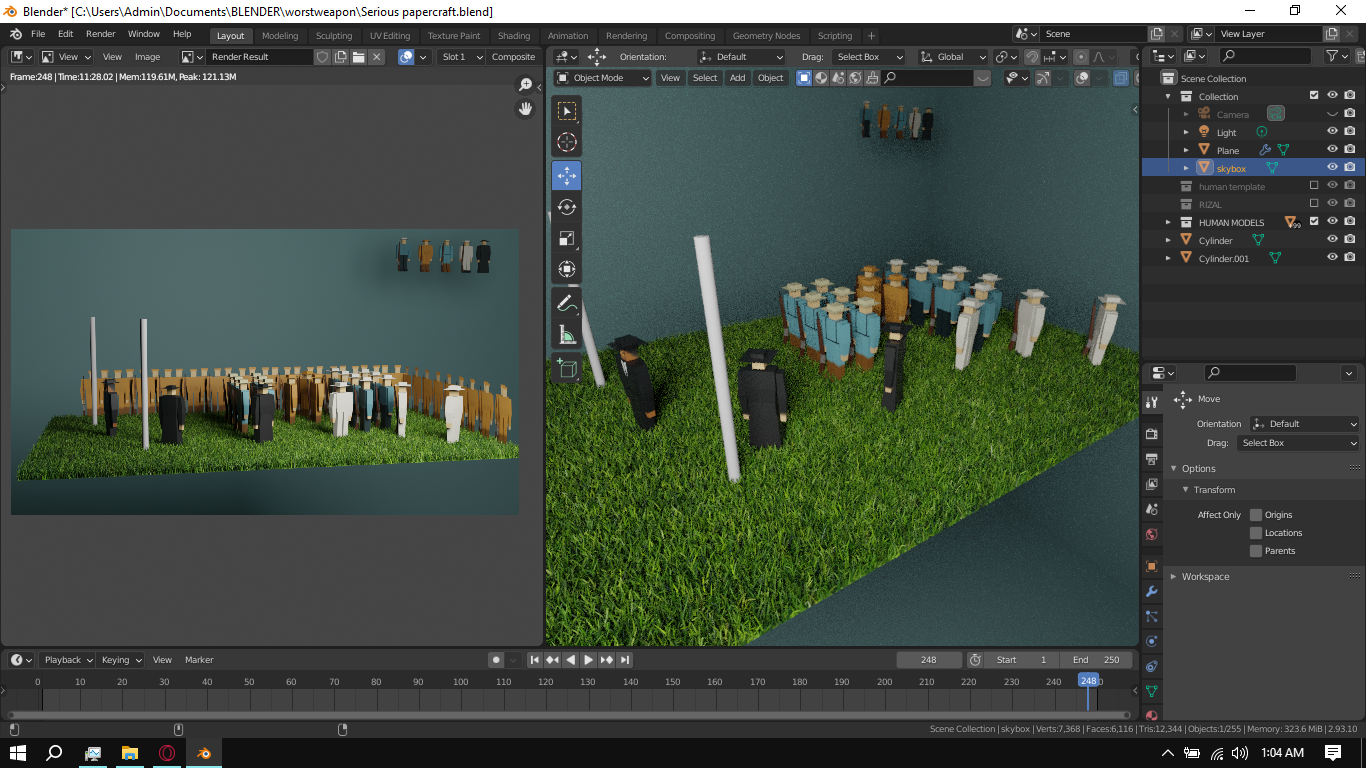 Blender* [C:\Users\Admin\Documents\BLENDER\worstweapon\Serious papercraft.blend]
File Edit Render Window Help Layout Modeling Sculpting UV Editing Texture Paint Shading Animation Rendering Compositing Geometry Nodes Scripting + Scene View Layer
View View Image Render Result Slot 1 Composite Orientation: Default Drag: Select Box Global
Frame:248 | Time:11:28.02 | Mem:119.61M, Peak: 121.13M
Object Mode View Select Add Object
Scene Collection
Collection
Camera
Light
Plane
skybox
human template
RIZAL
HUMAN MODELS 99
Cylinder
Cylinder.001
Move
Orientation Default
Drag: Select Box
Options
Transform
Affect Only Origins
Locations
Parents
Workspace
Playback Keying View Marker 248 Start 1 End 250
0 10 20 30 40 50 60 70 80 90 100 110 120 130 140 150 160 170 180 190 200 210 220 230 240 248
Scene Collection | skybox | Verts:7,368 | Faces:6,116 | Tris:12,344 | Objects:1/255 | Memory: 323.6 MiB | 2.93.10
1:04 AM